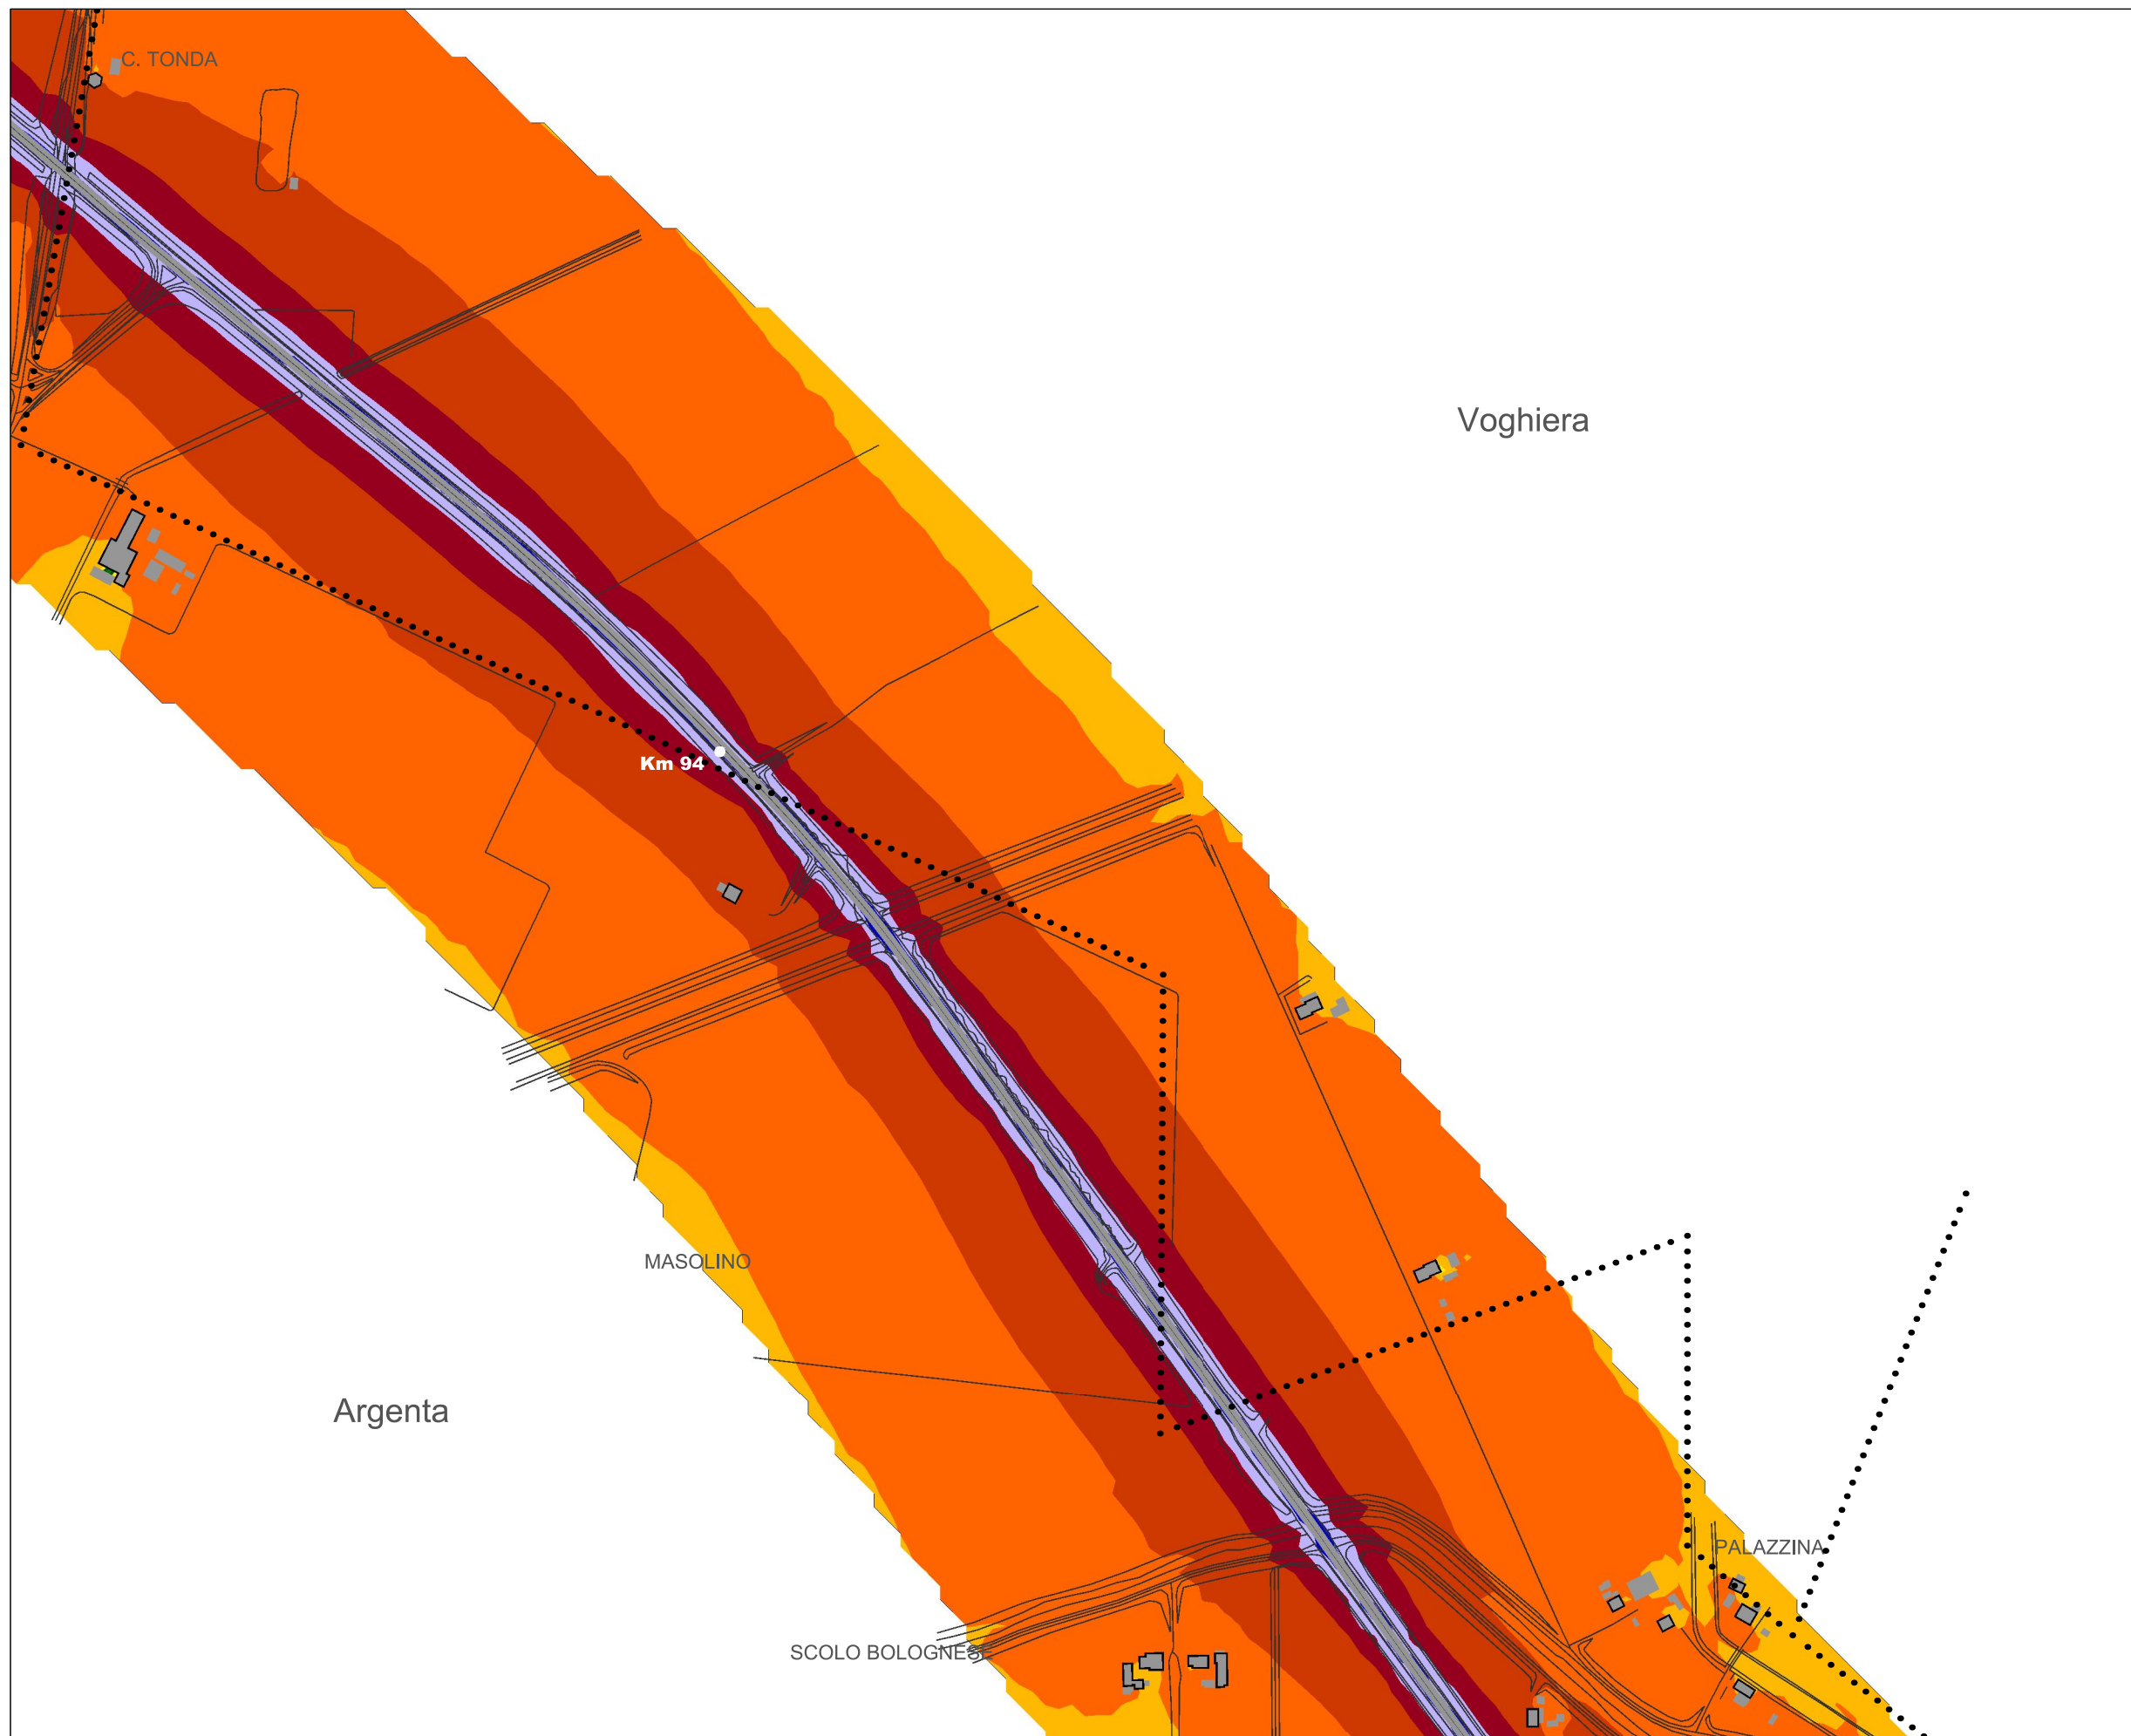 C. TONDA
Voghiera
Km 94
MASOLINO
Argenta
PALAZZINA
SCOLO BOLOGNESE